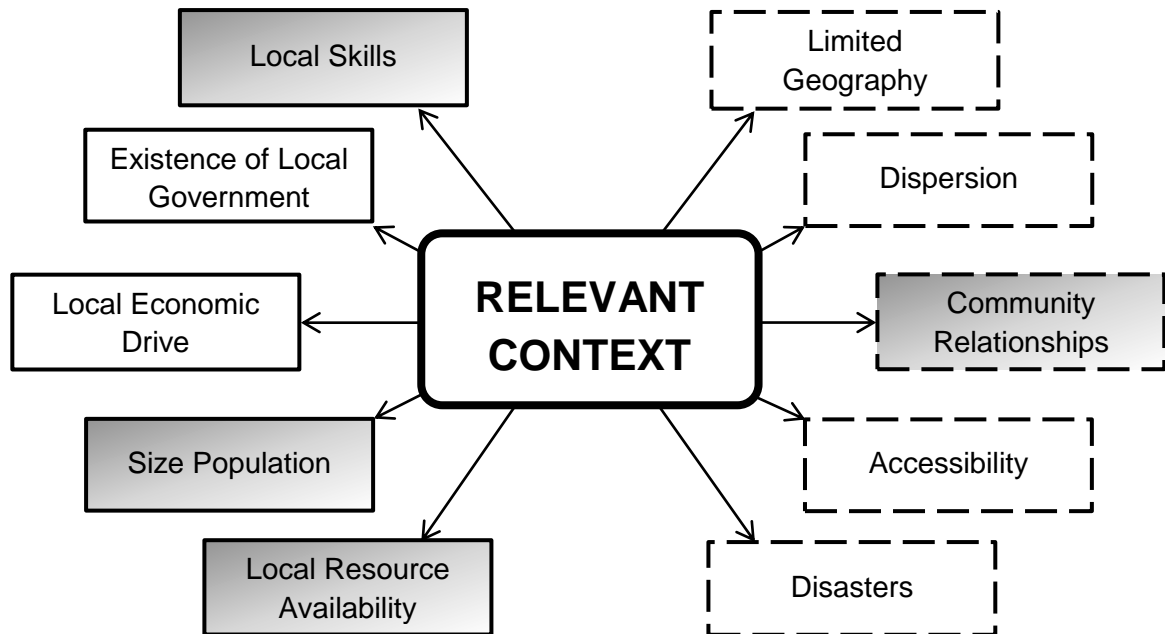 Local Skills
Limited
Geography
Existence of Local
Government
Dispersion
RELEVANT
CONTEXT
Local Economic
Drive
Community
Relationships
Size Population
Accessibility
Local Resource
Availability
Disasters